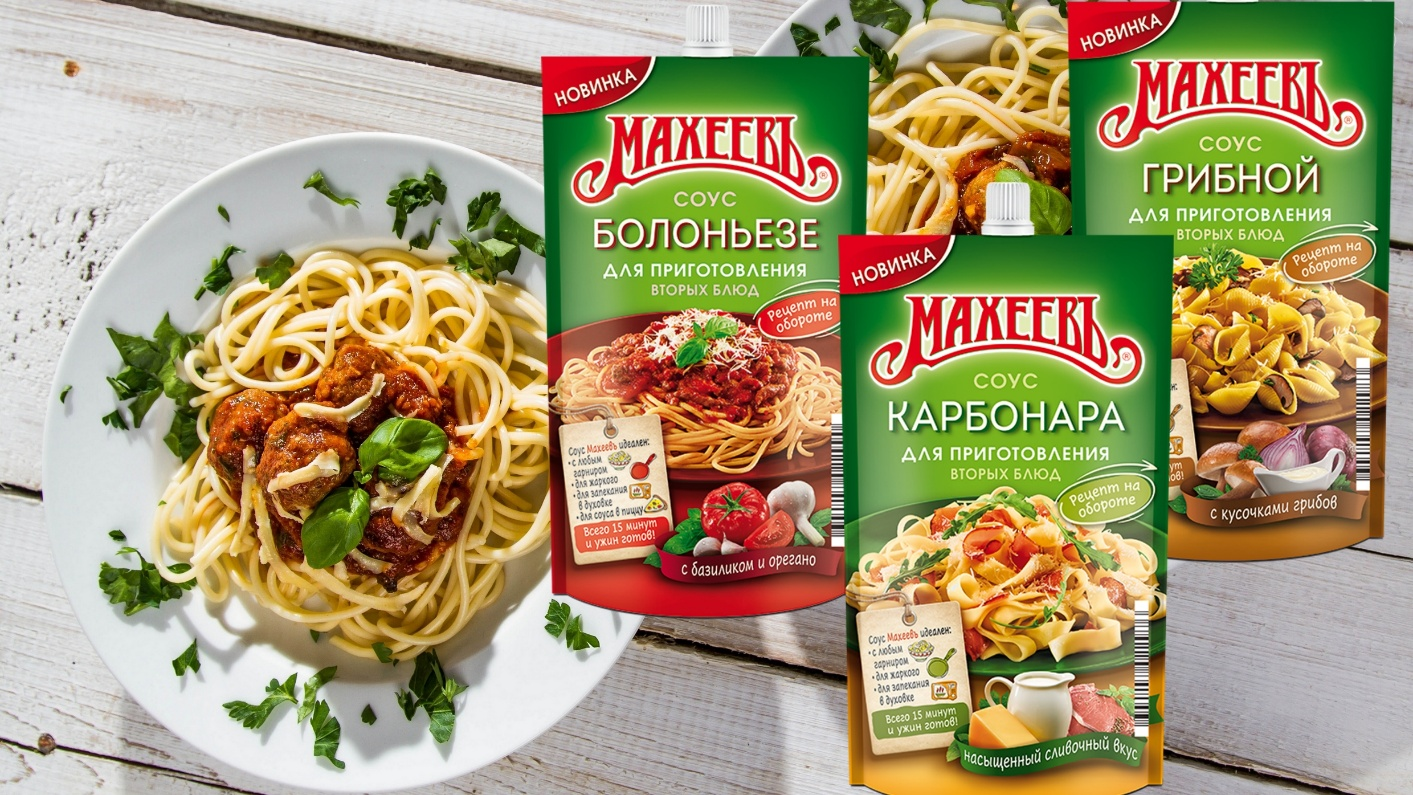 НОВИНКА
МАХЕЕВЪ®
СОУС
БОЛОНЬЕЗЕ
ДЛЯ ПРИГОТОВЛЕНИЯ
ВТОРЫХ БЛЮД
Рецепт на
обороте
Соус Махеевъ идеален:
• с любым
гарниром
• для жаркого
• для запекания
в духовке
• для соуса в пиццу
Всего 15 минут
и ужин готов!
с базиликом и орегано
НОВИНКА
МАХЕЕВЪ®
СОУС
КАРБОНАРА
ДЛЯ ПРИГОТОВЛЕНИЯ
ВТОРЫХ БЛЮД
Рецепт на
обороте
Соус Махеевъ идеален:
• с любым
гарниром
• для жаркого
• для запекания
в духовке
Всего 15 минут
и ужин готов!
насыщенный сливочный вкус
НОВИНКА
МАХЕЕВЪ®
СОУС
ГРИБНОЙ
ДЛЯ ПРИГОТОВЛЕНИЯ
ВТОРЫХ БЛЮД
Рецепт на
обороте
с кусочками грибов